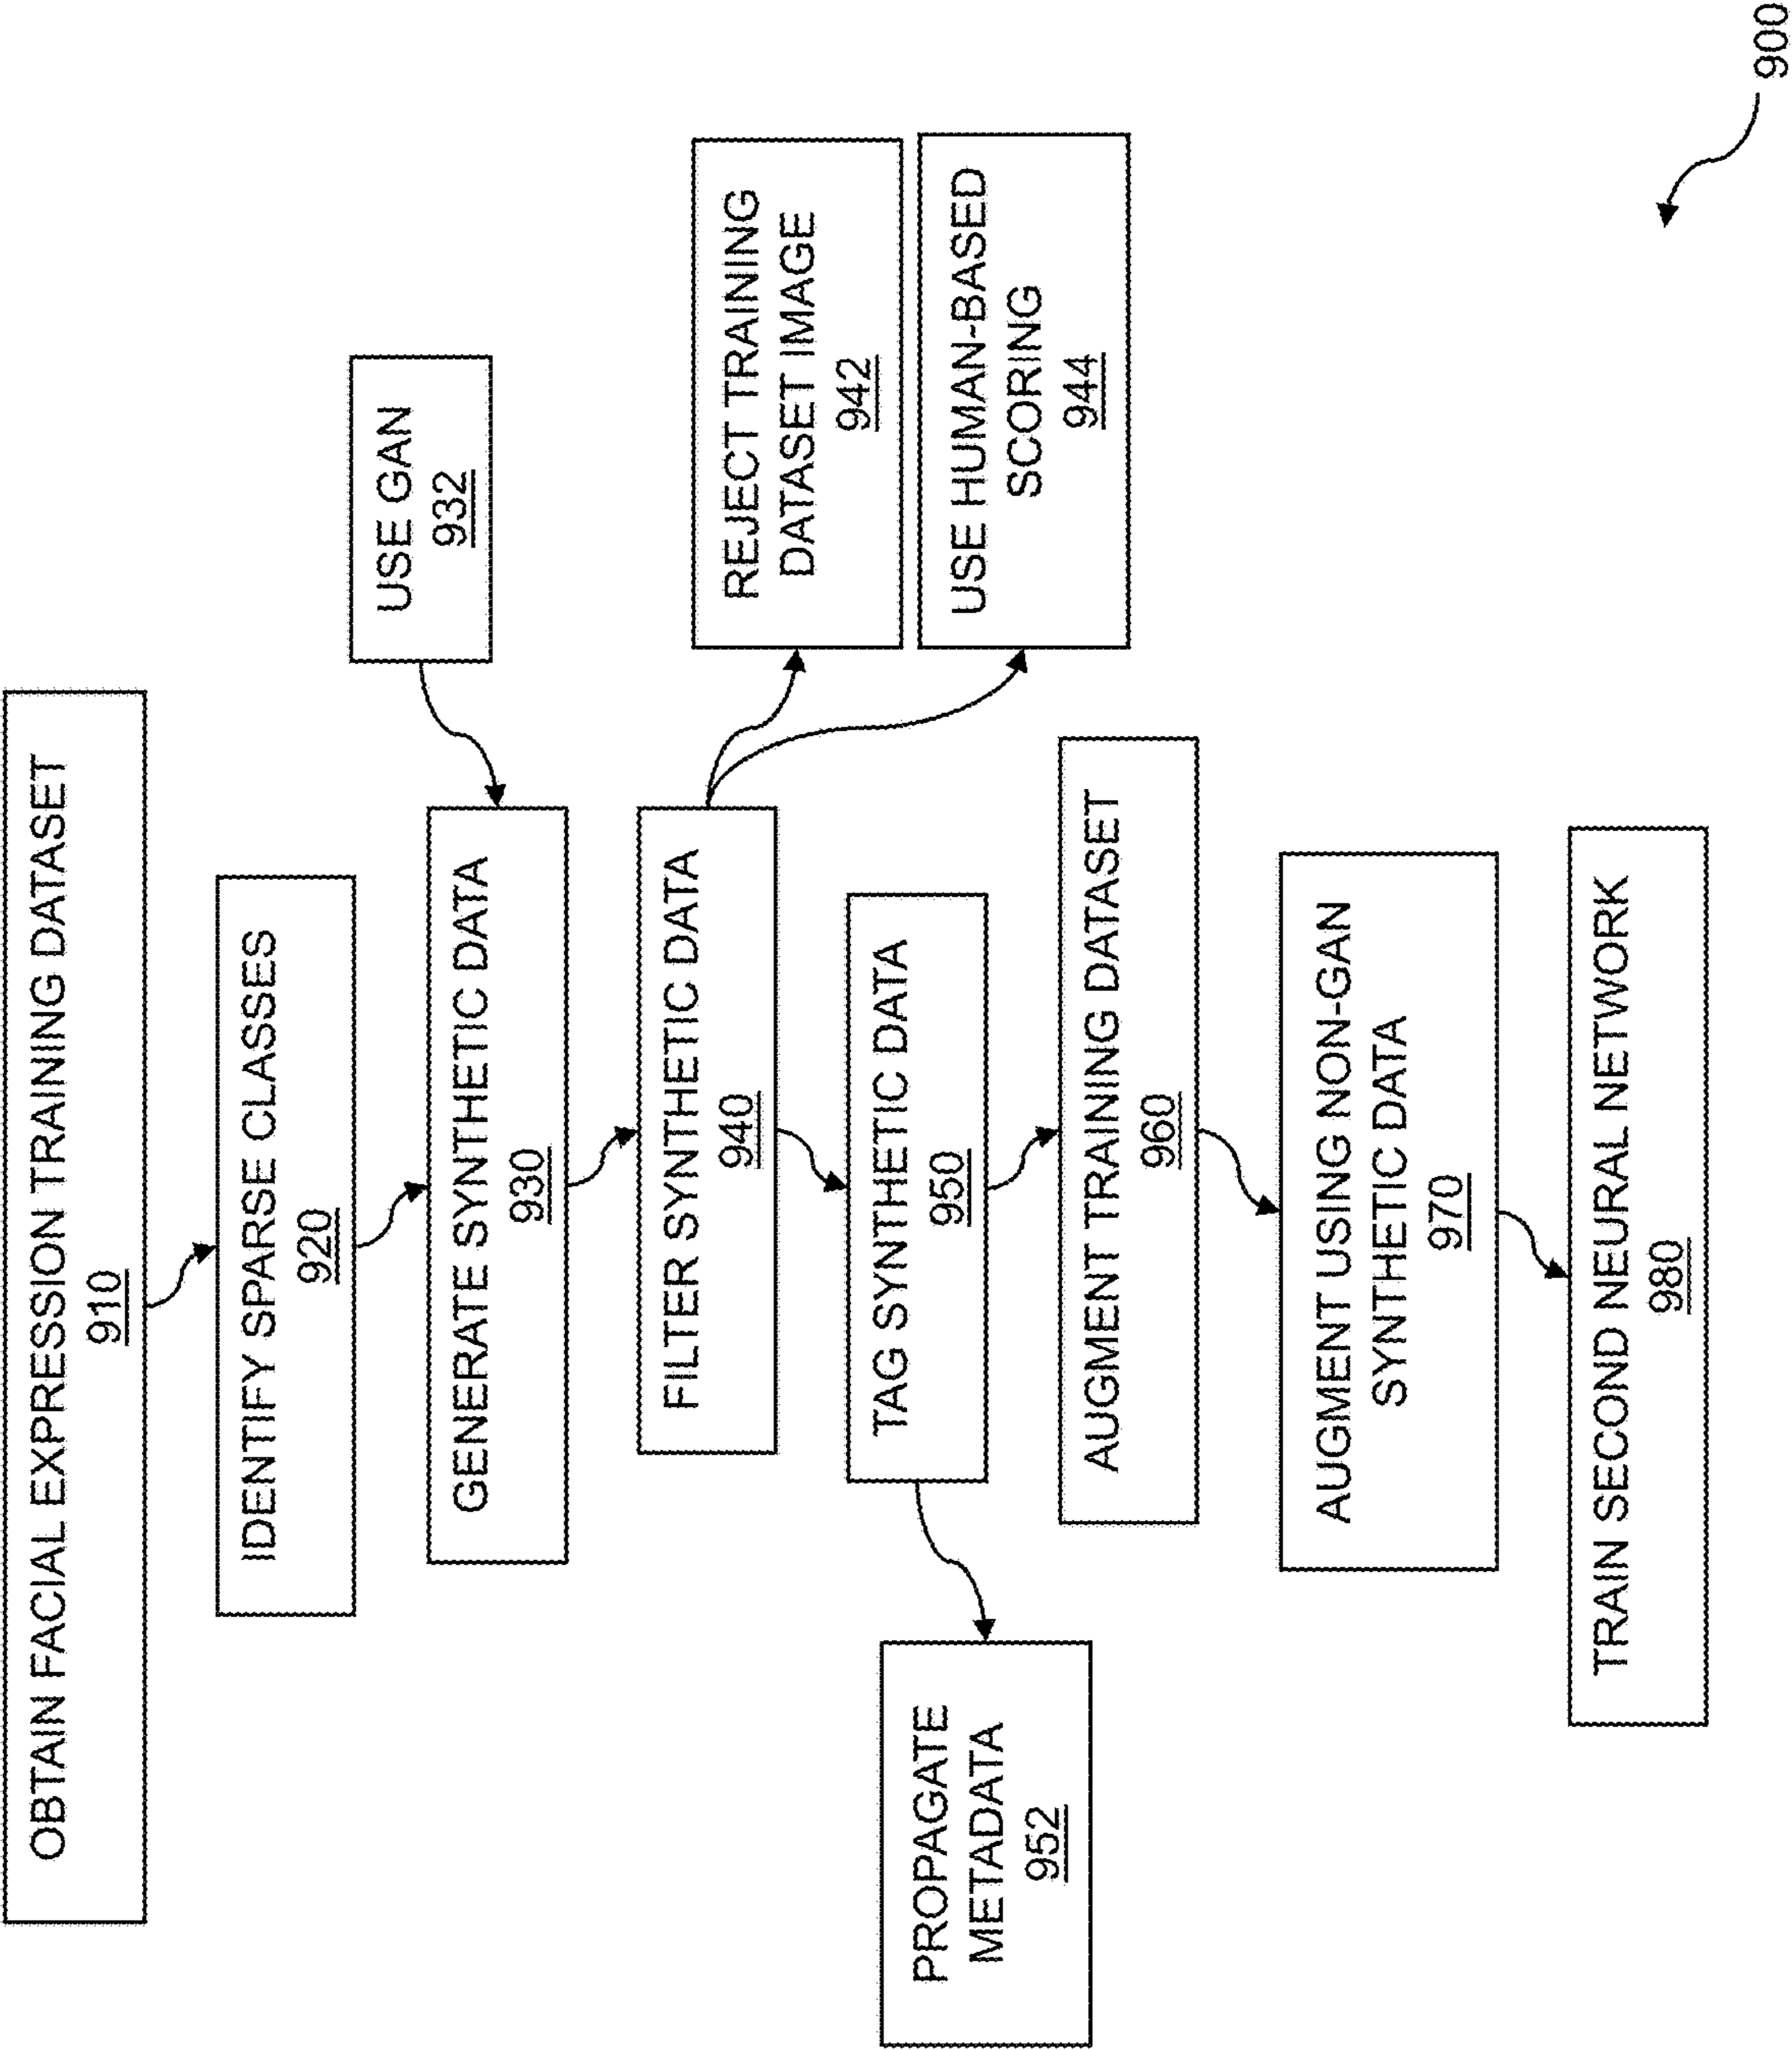 OBTAIN FACIAL EXPRESSION TRAINING DATASET
910
IDENTIFY SPARSE CLASSES
920
USE GAN
932
GENERATE SYNTHETIC DATA
930
FILTER SYNTHETIC DATA
940
REJECT TRAINING
DATASET IMAGE
942
USE HUMAN-BASED
SCORING
944
TAG SYNTHETIC DATA
950
PROPAGATE
METADATA
952
AUGMENT TRAINING DATASET
960
AUGMENT USING NON-GAN
SYNTHETIC DATA
970
TRAIN SECOND NEURAL NETWORK
980
900